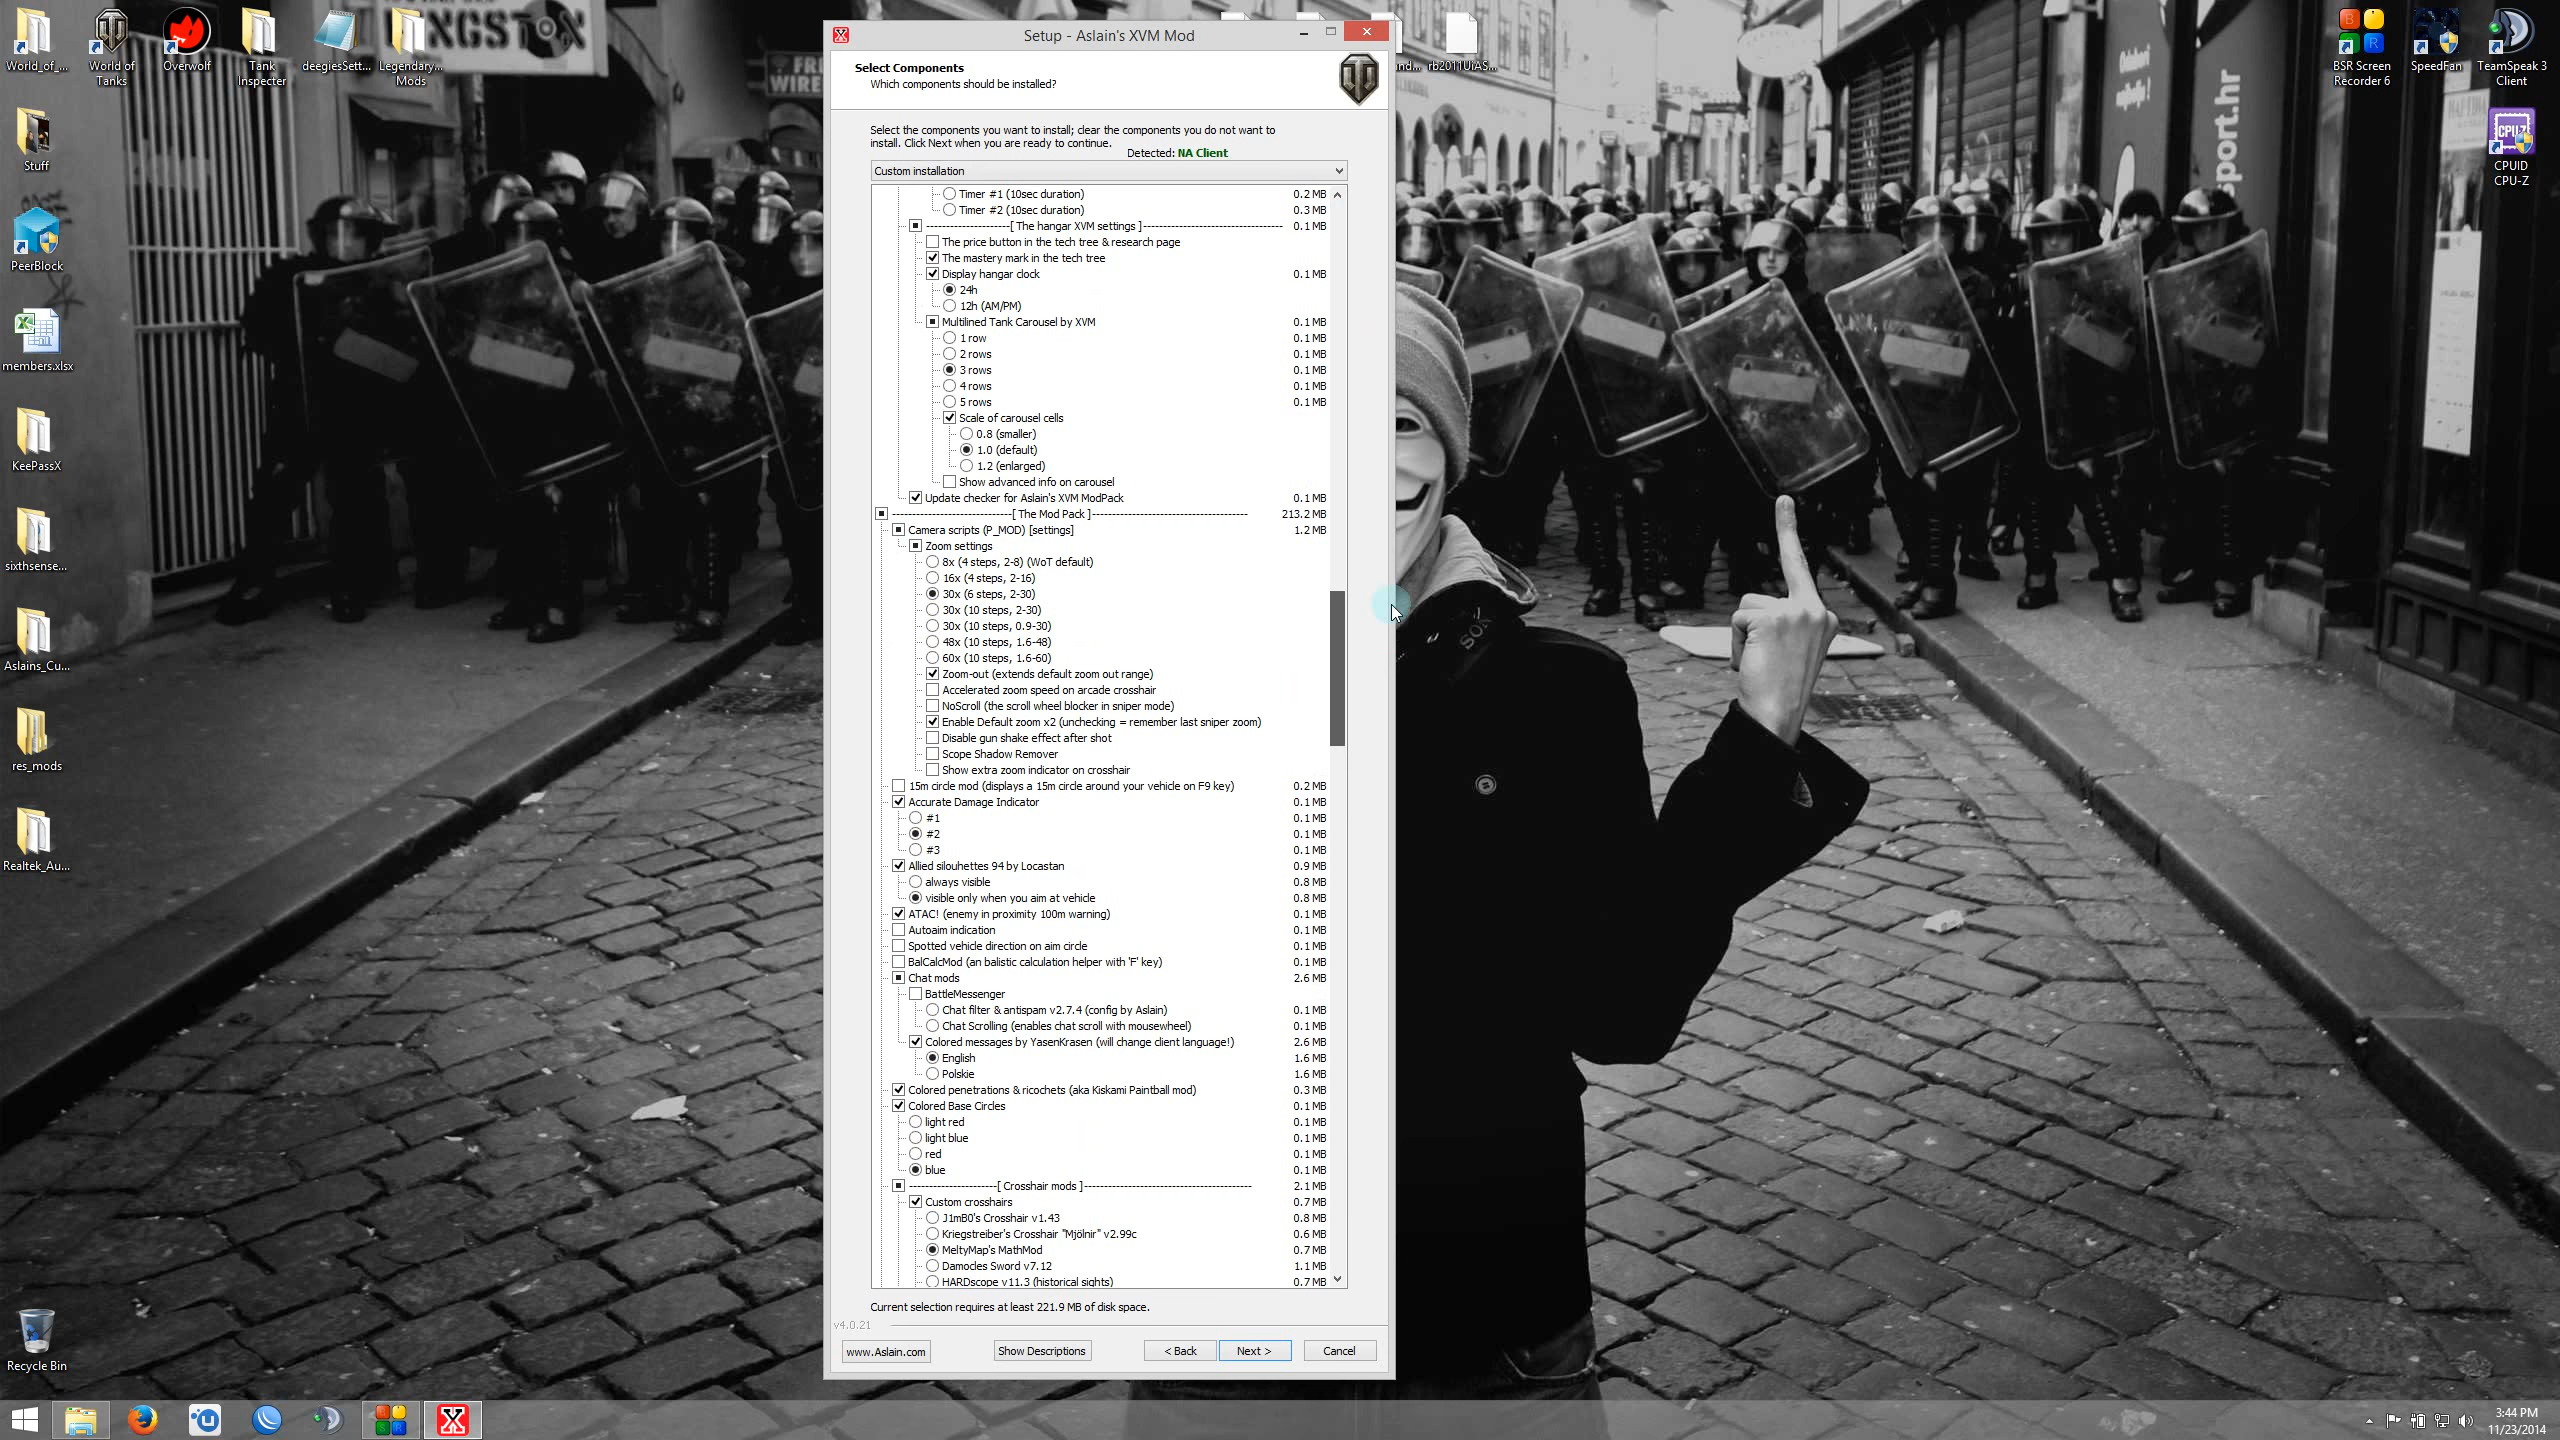 World_of_...
World of Tanks
Overwolf
Tank Inspecter
deegiesSett...
Legendary... Mods
Stuff
PeerBlock
members.xlsx
KeePassX
sixthsense...
Aslains_Cu...
res_mods
Realtek_Au...
Recycle Bin
Setup - Aslain's XVM Mod
Select Components
Which components should be installed?
Select the components you want to install; clear the components you do not want to
install. Click Next when you are ready to continue.
Detected: NA Client
Custom installation
Timer #1 (10sec duration) 0.2 MB
Timer #2 (10sec duration) 0.3 MB
----------------------[ The hangar XVM settings ]------------------------------------ 0.1 MB
The price button in the tech tree & research page
The mastery mark in the tech tree
Display hangar clock 0.1 MB
24h
12h (AM/PM)
Multilined Tank Carousel by XVM 0.1 MB
1 row 0.1 MB
2 rows 0.1 MB
3 rows 0.1 MB
4 rows 0.1 MB
5 rows 0.1 MB
Scale of carousel cells
0.8 (smaller)
1.0 (default)
1.2 (enlarged)
Show advanced info on carousel
Update checker for Aslain's XVM ModPack 0.1 MB
--------------------------------[ The Mod Pack ]----------------------------------------- 213.2 MB
Camera scripts (P_MOD) [settings] 1.2 MB
Zoom settings
8x (4 steps, 2-8) (WoT default)
16x (4 steps, 2-16)
30x (6 steps, 2-30)
30x (10 steps, 2-30)
30x (10 steps, 0.9-30)
48x (10 steps, 1.6-48)
60x (10 steps, 1.6-60)
Zoom-out (extends default zoom out range)
Accelerated zoom speed on arcade crosshair
NoScroll (the scroll wheel blocker in sniper mode)
Enable Default zoom x2 (unchecking = remember last sniper zoom)
Disable gun shake effect after shot
Scope Shadow Remover
Show extra zoom indicator on crosshair
15m circle mod (displays a 15m circle around your vehicle on F9 key) 0.2 MB
Accurate Damage Indicator 0.1 MB
#1 0.1 MB
#2 0.1 MB
#3 0.1 MB
Allied silouhettes 94 by Locastan 0.9 MB
always visible 0.8 MB
visible only when you aim at vehicle 0.8 MB
ATAC! (enemy in proximity 100m warning) 0.1 MB
Autoaim indication 0.1 MB
Spotted vehicle direction on aim circle 0.1 MB
BalCalcMod (an balistic calculation helper with 'F' key) 0.1 MB
Chat mods 2.6 MB
BattleMessenger
Chat filter & antispam v2.7.4 (config by Aslain) 0.1 MB
Chat Scrolling (enables chat scroll with mousewheel) 0.1 MB
Colored messages by YasenKrasen (will change client language!) 2.6 MB
English 1.6 MB
Polskie 1.6 MB
Colored penetrations & ricochets (aka Kiskami Paintball mod) 0.3 MB
Colored Base Circles 0.1 MB
light red 0.1 MB
light blue 0.1 MB
red 0.1 MB
blue 0.1 MB
-----------------------[ Crosshair mods ]-------------------------------------------- 2.1 MB
Custom crosshairs 0.7 MB
J1mB0's Crosshair v1.43 0.8 MB
Kriegstreiber's Crosshair "Mjölnir" v2.99c 0.6 MB
MeltyMap's MathMod 0.7 MB
Damocles Sword v7.12 1.1 MB
HARDscope v11.3 (historical sights) 0.7 MB
Current selection requires at least 221.9 MB of disk space.
v4.0.21
www.Aslain.com
Show Descriptions
< Back
Next >
Cancel
rb2011UiAS...
BSR Screen Recorder 6
SpeedFan
TeamSpeak 3 Client
CPUID CPU-Z
sport.hr
3:44 PM
11/23/2014